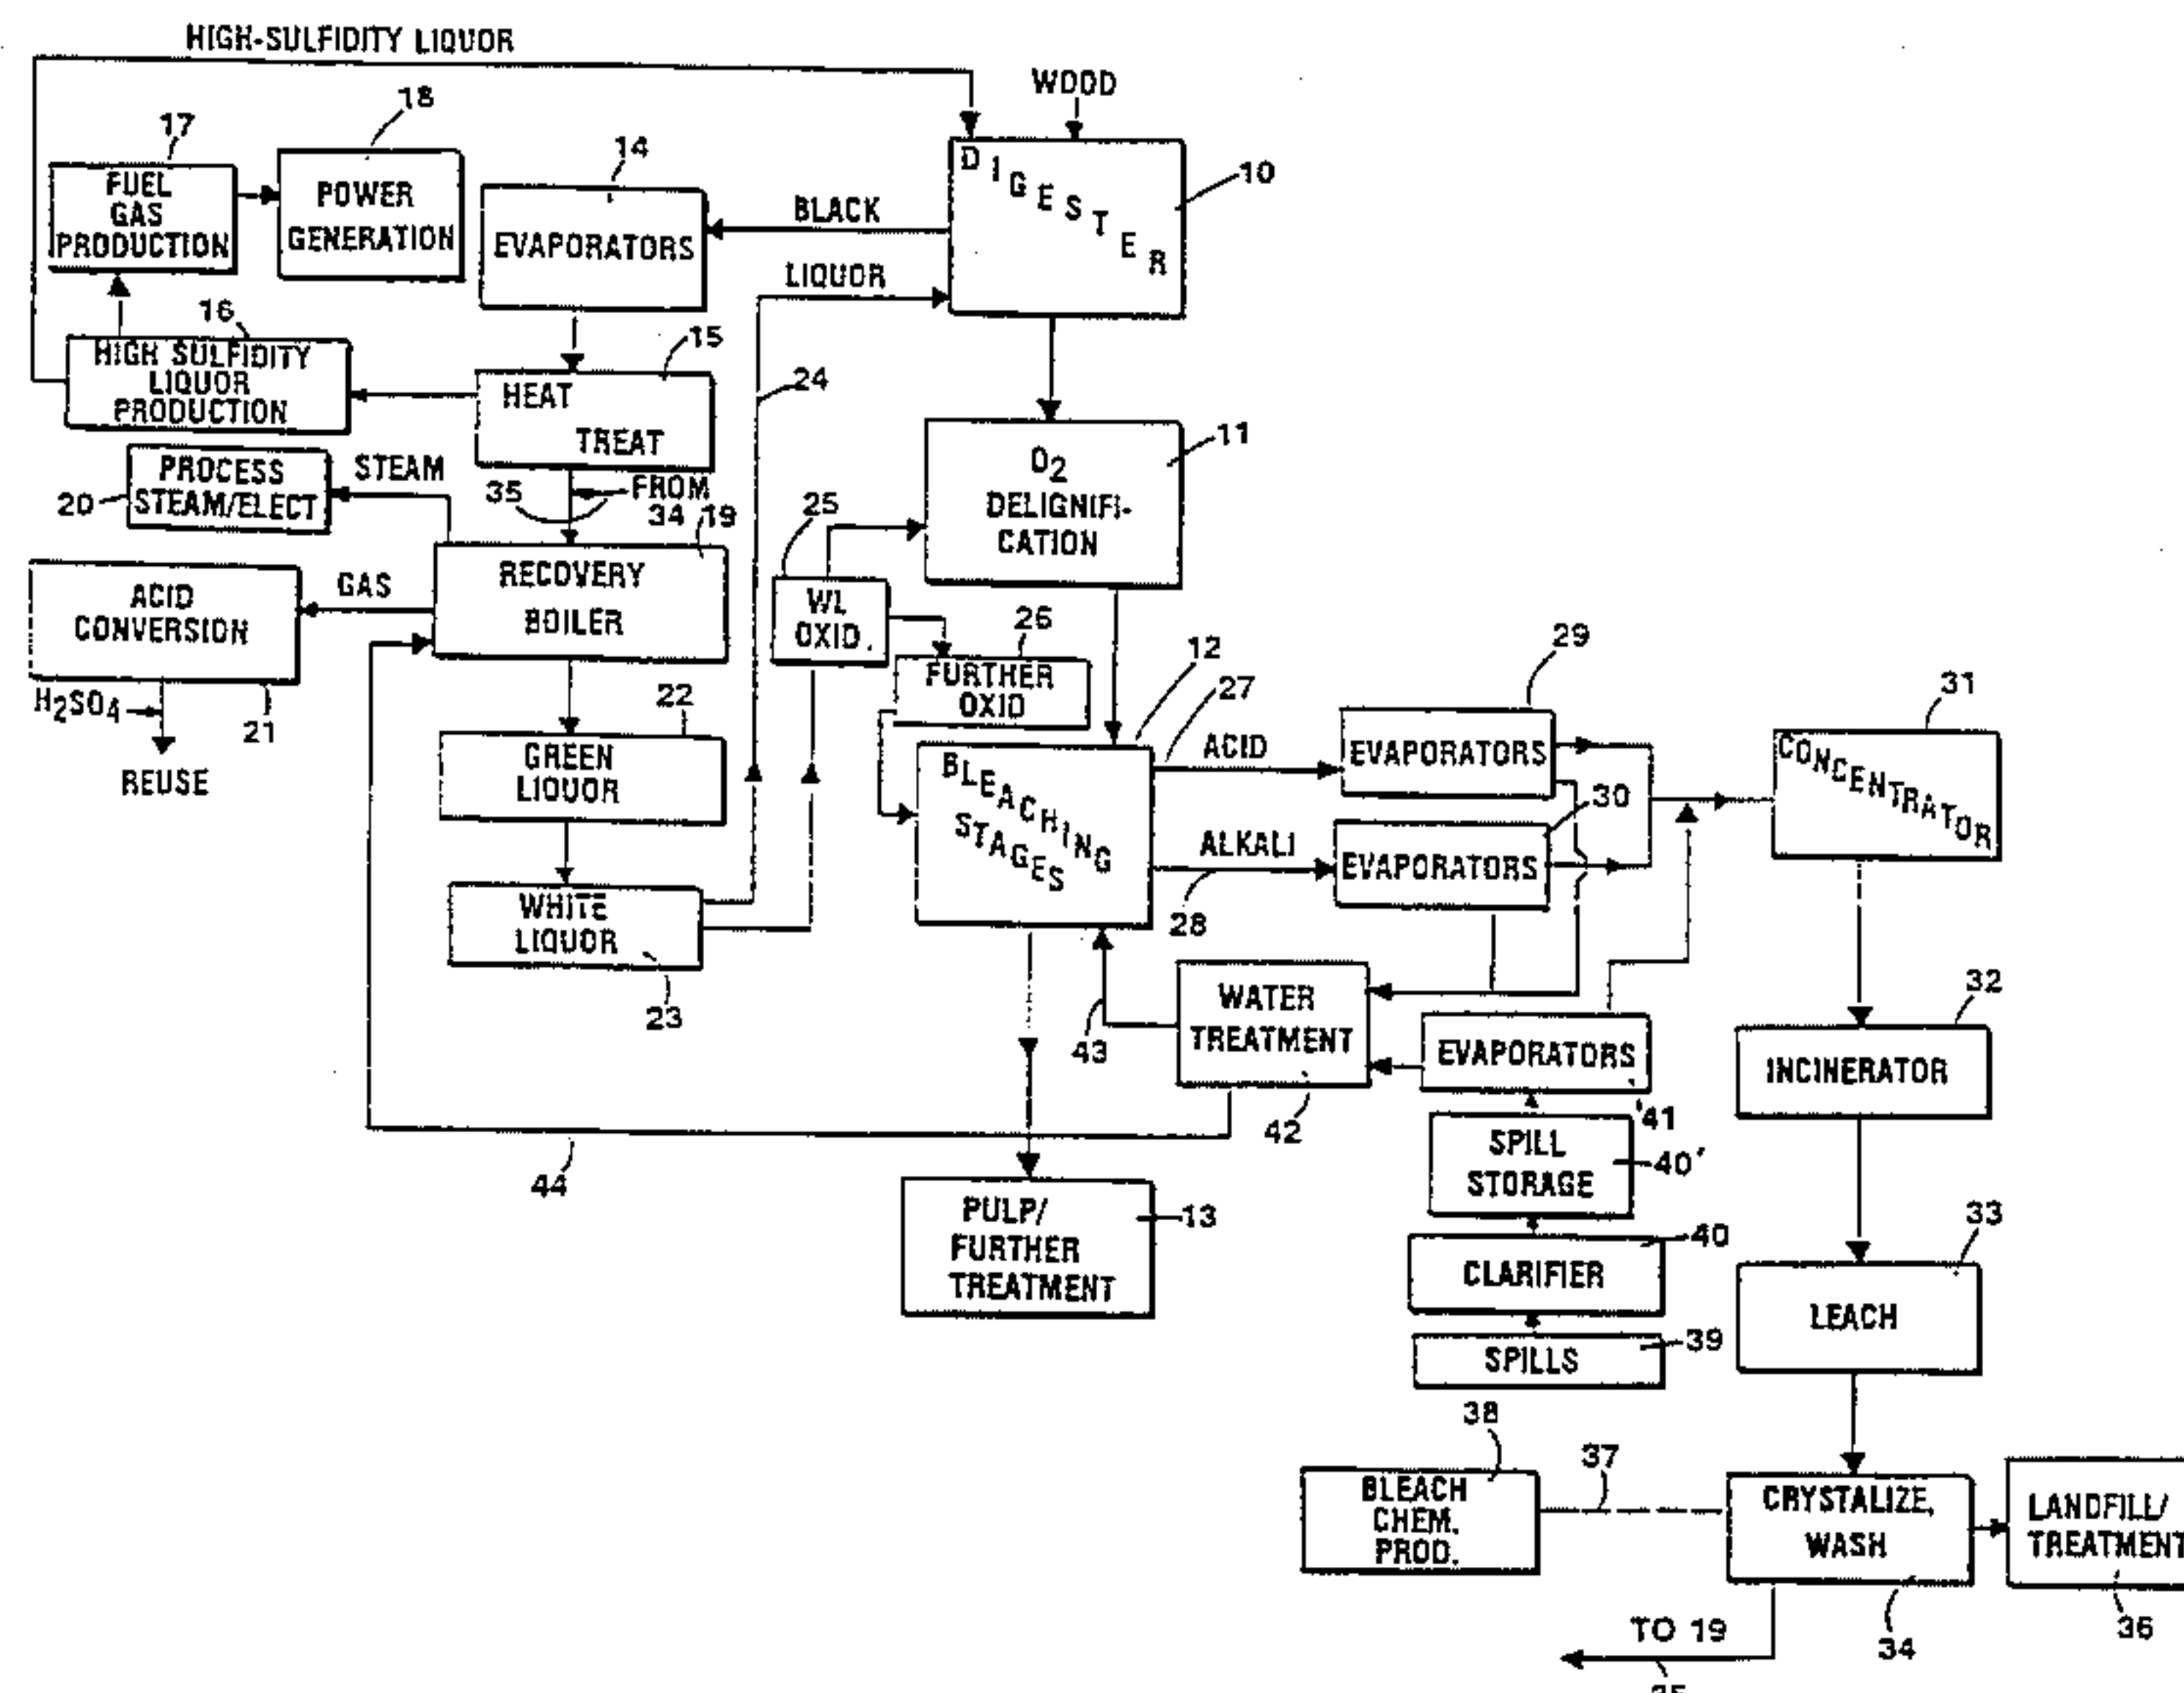 HIGH-SULFIDITY LIQUOR
WOOD
18
17
14
10
FUEL
GAS
PRODUCTION
POWER
GENERATION
EVAPORATORS
BLACK
LIQUOR
DIGESTER
16
15
24
HIGH SULFIDITY
LIQUOR
PRODUCTION
HEAT
TREAT
11
O2
DELIGNIFI-
CATION
PROCESS
STEAM/ELECT
20
STEAM
35
FROM
34
19
25
ACID
CONVERSION
GAS
RECOVERY
BOILER
WL
OXID.
26
FURTHER
OXID
12
27
29
31
H2SO4
21
REUSE
22
GREEN
LIQUOR
BLEACHING
STAGES
ACID
EVAPORATORS
30
CONCENTRATOR
ALKALI
EVAPORATORS
28
WHITE
LIQUOR
23
WATER
TREATMENT
43
42
EVAPORATORS
41
32
INCINERATOR
44
SPILL
STORAGE
40'
PULP/
FURTHER
TREATMENT
13
CLARIFIER
40
33
LEACH
SPILLS
39
38
37
BLEACH
CHEM.
PROD.
CRYSTALIZE,
WASH
LANDFILL/
TREATMENT
36
34
TO 19